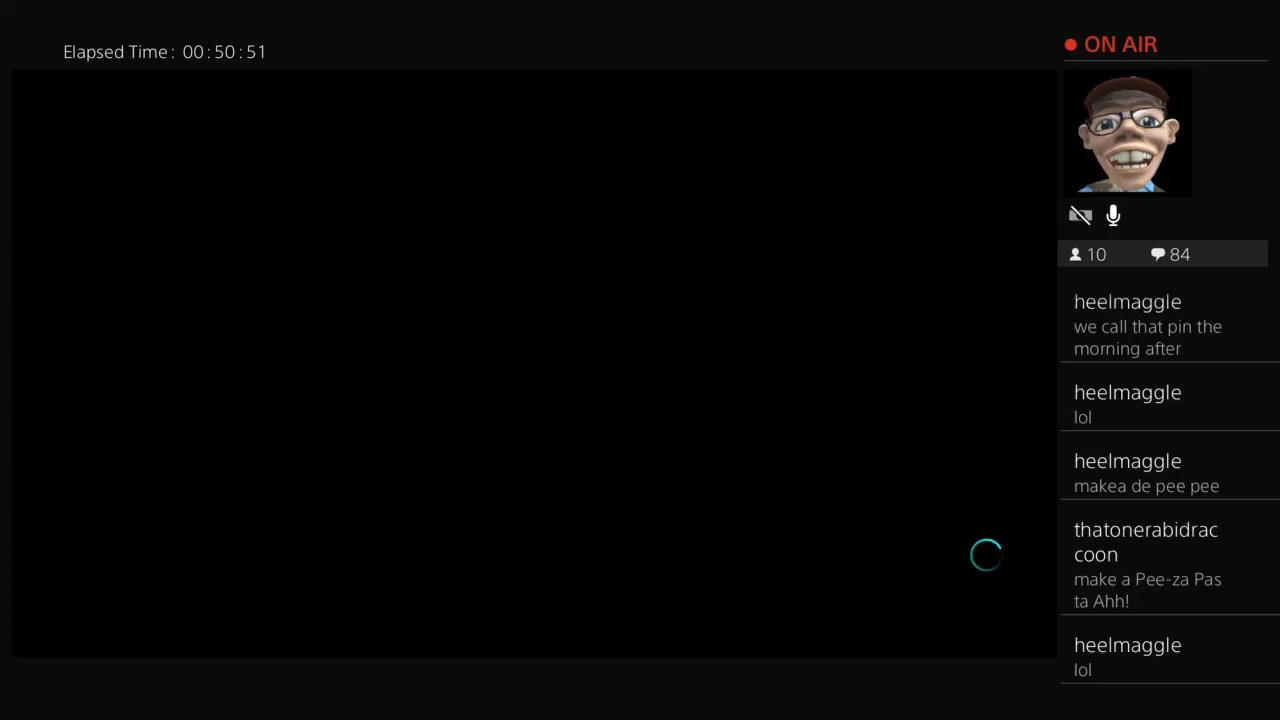 Elapsed Time: 00:50:51
ON AIR
10 84
heelmaggle
we call that pin the
morning after
heelmaggle
lol
heelmaggle
makea de pee pee
thatonerabidrac
coon
make a Pee-za Pas
ta Ahh!
heelmaggle
lol